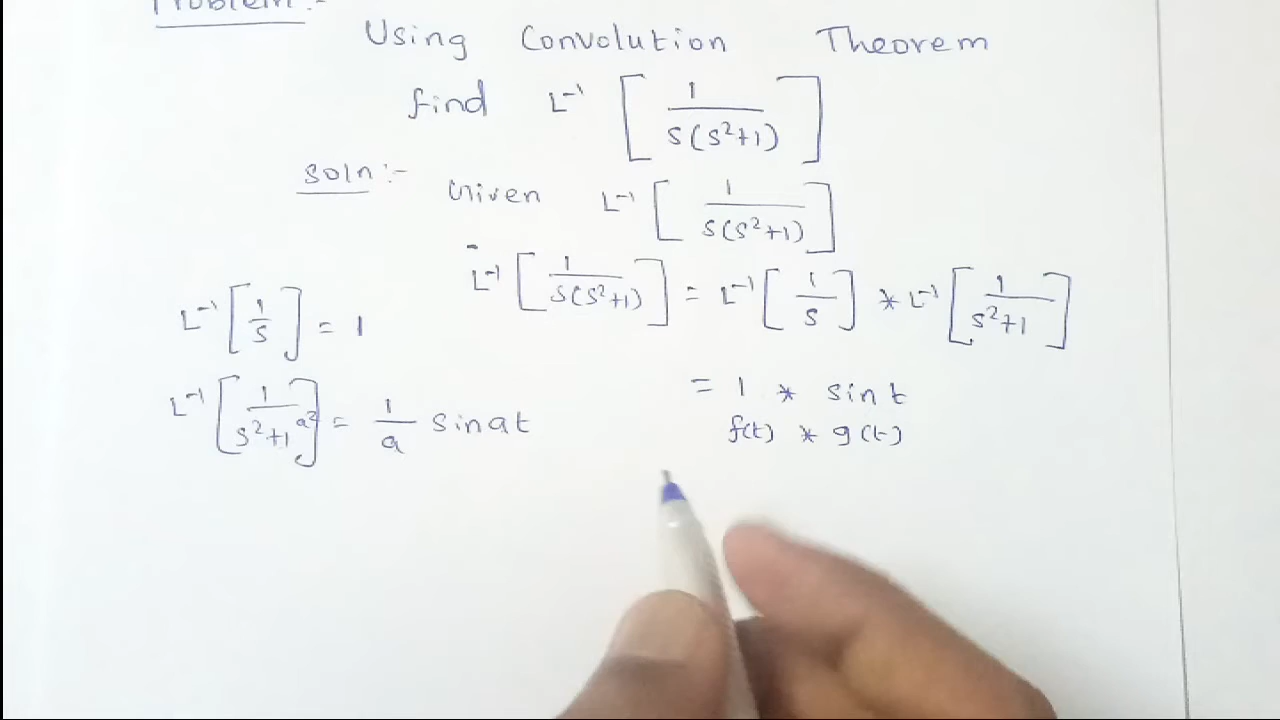 Problem :-
Using Convolution Theorem
find L⁻¹ [ 1 / s(s²+1) ]
Soln :- Given L⁻¹ [ 1 / s(s²+1) ]
L⁻¹ [ 1 / s(s²+1) ] = L⁻¹ [ 1 / s ] * L⁻¹ [ 1 / s²+1 ]
L⁻¹ [ 1 / s ] = 1
= 1 * sint
L⁻¹ [ 1 / s²+1 a² ] = 1 / a sinat
f(t) * g(t)